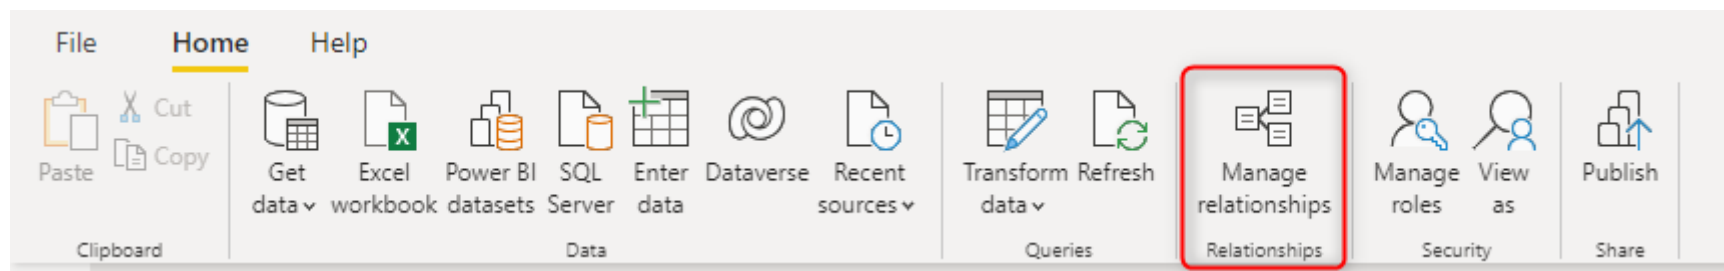 File Home Help
Cut
Copy
Paste Get Excel Power BI SQL Enter Dataverse Recent Transform Refresh Manage Manage View Publish
data workbook datasets Server data sources data relationships roles as
Clipboard Data Queries Relationships Security Share